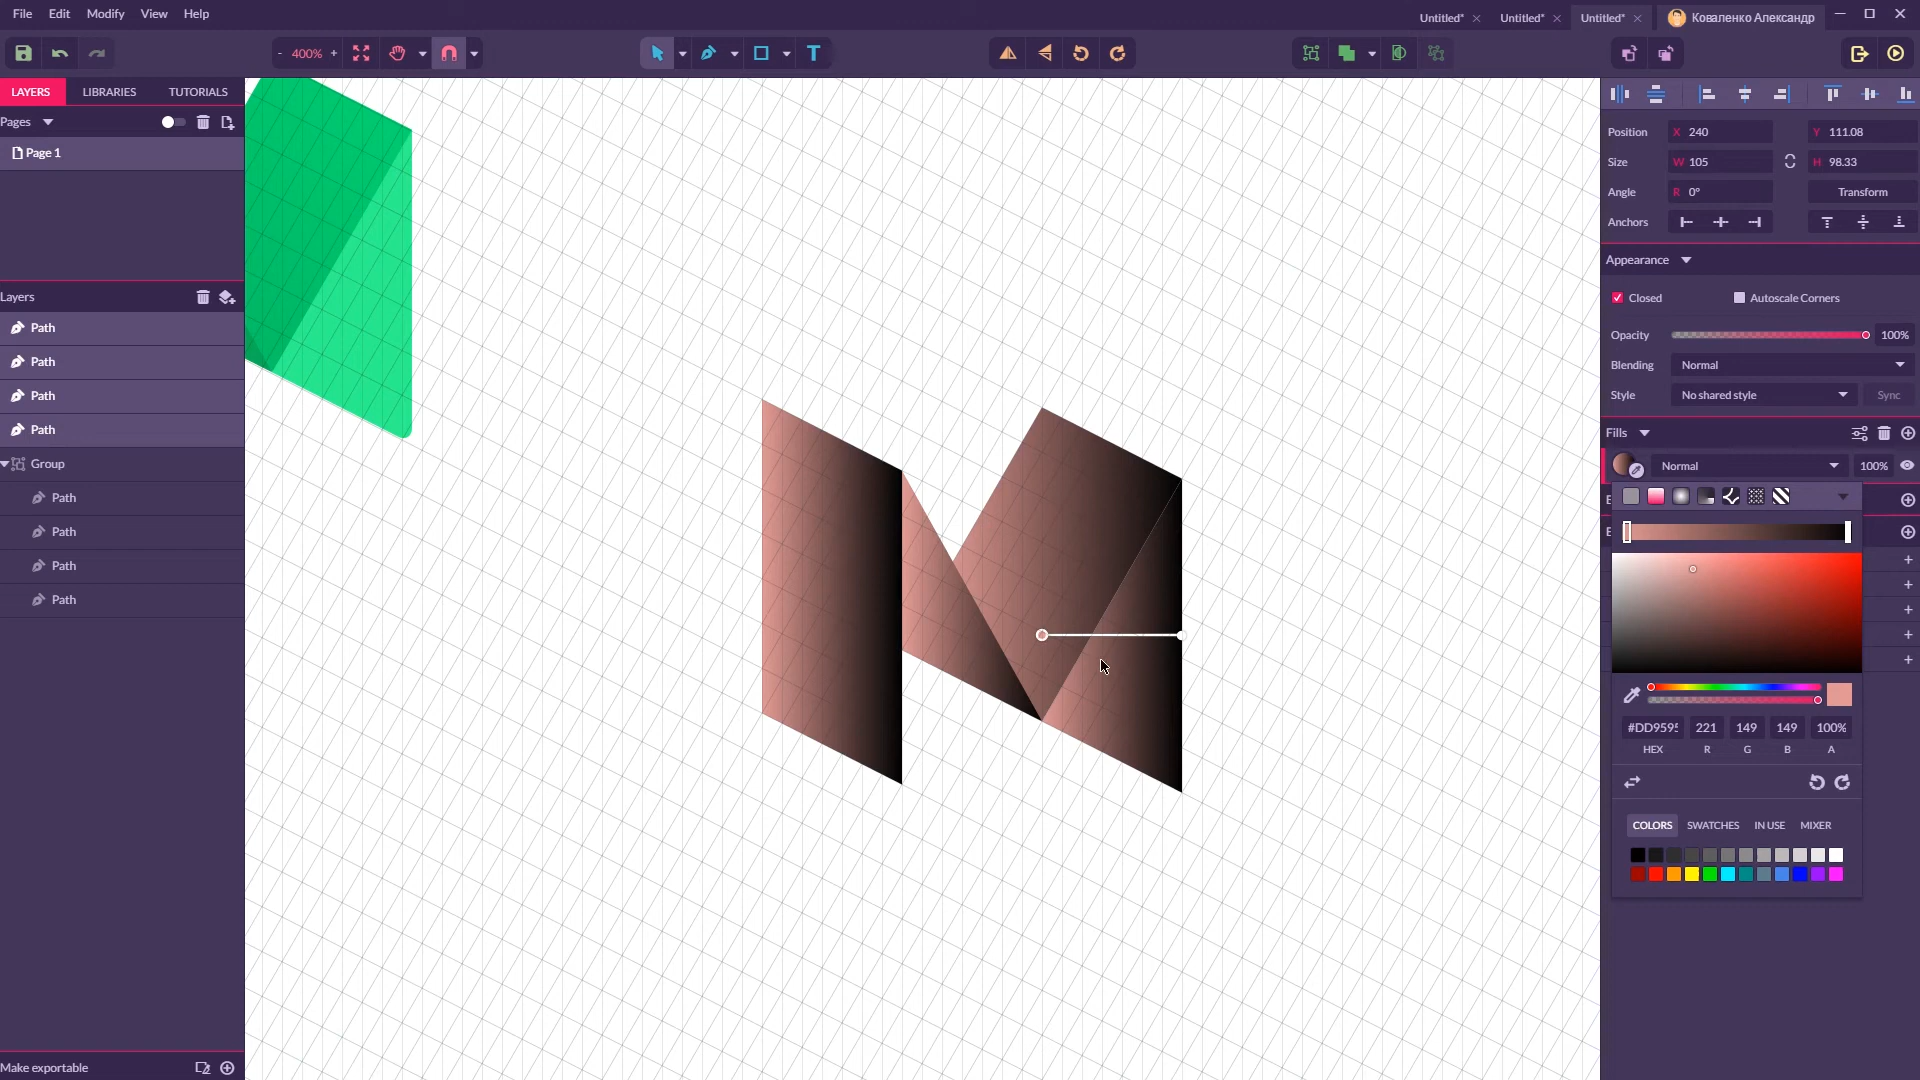 File Edit Modify View Help
Untitled* Untitled* Untitled* Коваленко Александр
- 400% + T
LAYERS LIBRARIES TUTORIALS
Pages
Page 1
Layers
Path
Path
Path
Path
Group
Path
Path
Path
Path
Make exportable
Position X 240 Y 111.08
Size W 105 H 98.33
Angle R 0° Transform
Anchors
Appearance
Closed Autoscale Corners
Opacity 100%
Blending Normal
Style No shared style Sync
Fills
Normal 100%
#DD9595 221 149 149 100%
HEX R G B A
COLORS SWATCHES IN USE MIXER